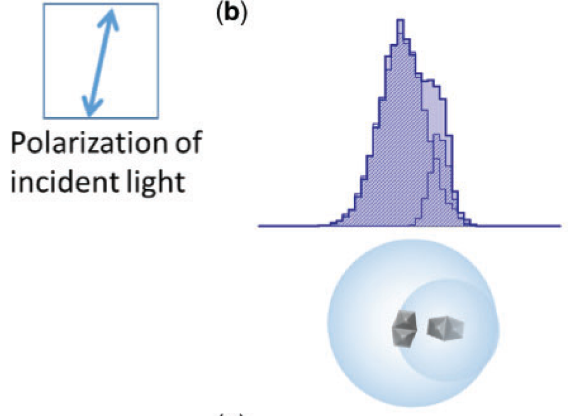 (b)
Polarization of
incident light